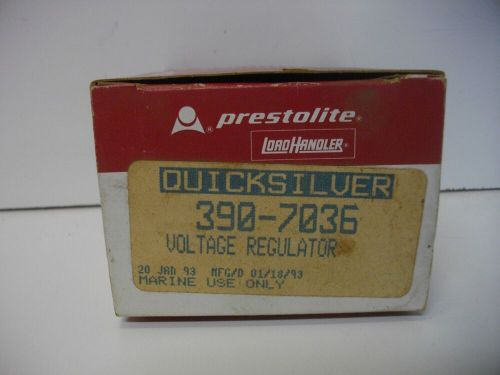 prestolite®
LOADHANDLER®
QUICKSILVER
390-7036
VOLTAGE REGULATOR
20 JAN 93 MFG/D 01/18/93
MARINE USE ONLY